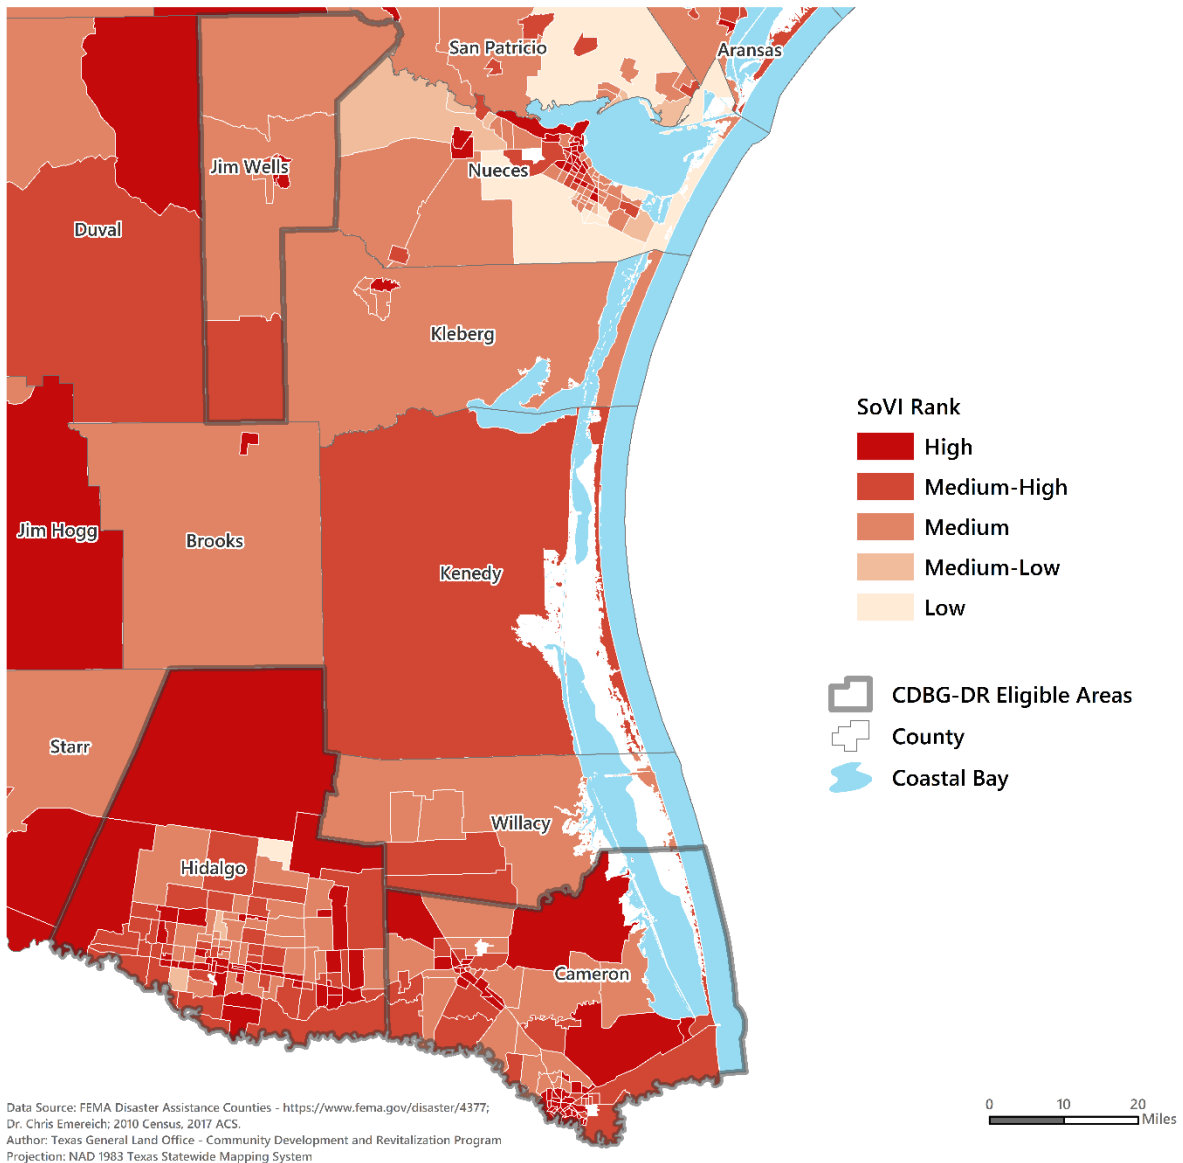 San Patricio
Aransas
Jim Wells
Nueces
Duval
Kleberg
Jim Hogg
Brooks
Kenedy
Starr
Willacy
Hidalgo
Cameron
SoVI Rank
High
Medium-High
Medium
Medium-Low
Low
CDBG-DR Eligible Areas
County
Coastal Bay
Data Source: FEMA Disaster Assistance Counties - https://www.fema.gov/disaster/4377;
Dr. Chris Emereich; 2010 Census, 2017 ACS.
Author: Texas General Land Office - Community Development and Revitalization Program
Projection: NAD 1983 Texas Statewide Mapping System
0 10 20
Miles